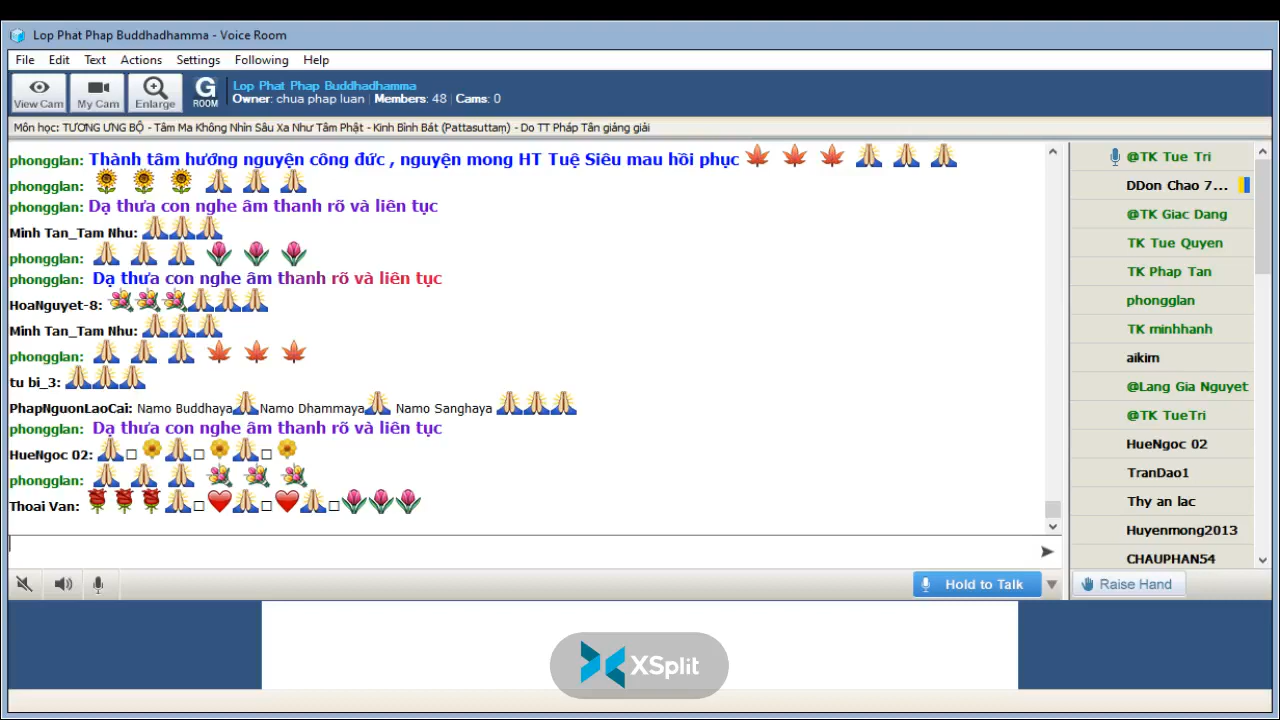 Lop Phat Phap Buddhadhamma - Voice Room
File Edit Text Actions Settings Following Help
View Cam My Cam Enlarge G ROOM
Lop Phat Phap Buddhadhamma
Owner: chua phap luan | Members: 48 | Cams: 0
Môn học: TƯƠNG ƯNG BỘ - Tâm Ma Không Nhìn Sâu Xa Như Tâm Phật - Kinh Bình Bát (Pattasuttaṃ) - Do TT Pháp Tân giảng giải
phongglan: Thành tâm hướng nguyện công đức , nguyện mong HT Tuệ Siêu mau hồi phục
phongglan:
phongglan: Dạ thưa con nghe âm thanh rõ và liên tục
Minh Tan_Tam Nhu:
phongglan:
phongglan: Dạ thưa con nghe âm thanh rõ và liên tục
HoaNguyet-8:
Minh Tan_Tam Nhu:
phongglan:
tu bi_3:
PhapNguonLaoCai: Namo Buddhaya Namo Dhammaya Namo Sanghaya
phongglan: Dạ thưa con nghe âm thanh rõ và liên tục
HueNgoc 02:
phongglan:
Thoai Van:
@TK Tue Tri
DDon Chao 7...
@TK Giac Dang
TK Tue Quyen
TK Phap Tan
phongglan
TK minhhanh
aikim
@Lang Gia Nguyet
@TK TueTri
HueNgoc 02
TranDao1
Thy an lac
Huyenmong2013
CHAUPHAN54
Hold to Talk
Raise Hand
XSplit